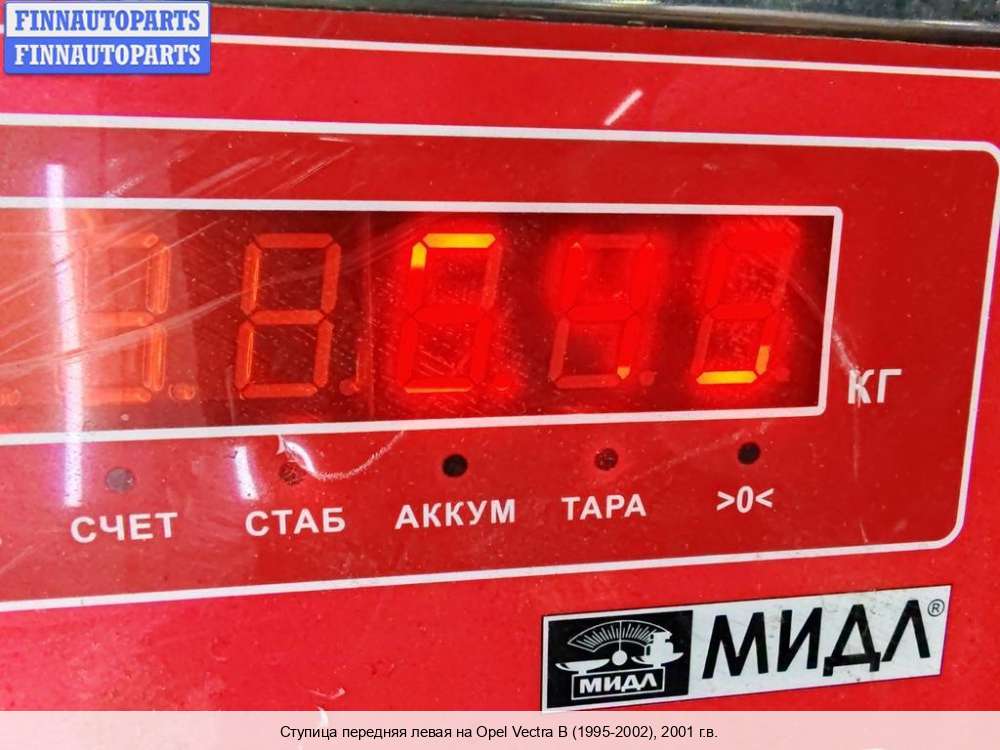 FINNAUTOPARTS
FINNAUTOPARTS
КГ
СЧЕТ СТАБ АККУМ ТАРА >0<
МИДЛ МИДЛ®
Ступица передняя левая на Opel Vectra B (1995-2002), 2001 г.в.